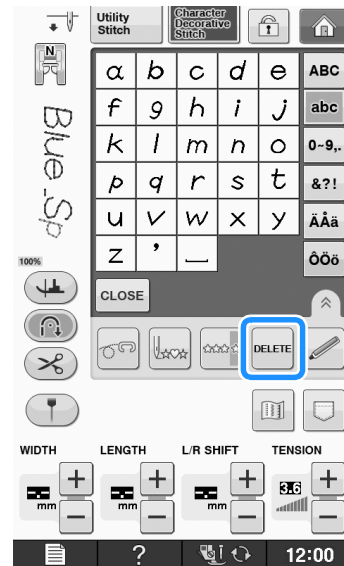 Utility Stitch
Character Decorative Stitch
N
Blue_Sp
a b c d e ABC
f g h i j abc
k l m n o 0~9,.
p q r s t &?!
u v w x y ÄÅä
z ’ _ ÔÖö
100%
CLOSE
DELETE
WIDTH LENGTH L/R SHIFT TENSION
-.-- + -.-- + -.-- + 3.6 +
mm − mm − mm − −
? 12:00